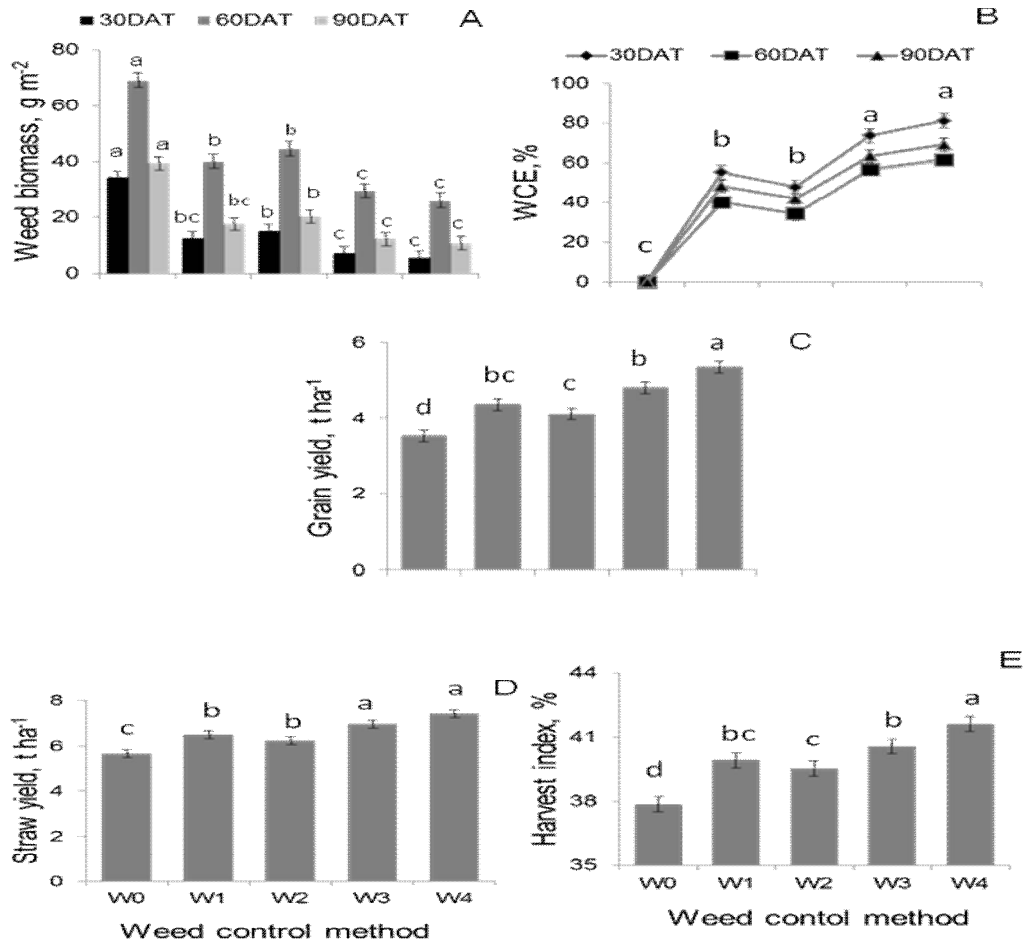 A
30DAT 60DAT 90DAT
Weed biomass, g m-2
80
60
40
20
0
a a a
bc b bc
b b b
c c c
c c c
B
30DAT 60DAT 90DAT
WCE,%
100
80
60
40
20
0
c b b a a
C
Grain yield, t ha-1
6
4
2
0
d bc c b a
D
Straw yield, t ha-1
8
6
4
2
0
c b b a a
W0 W1 W2 W3 W4
Weed control method
E
Harvest index, %
44
41
38
35
d bc c b a
W0 W1 W2 W3 W4
Weed contol method